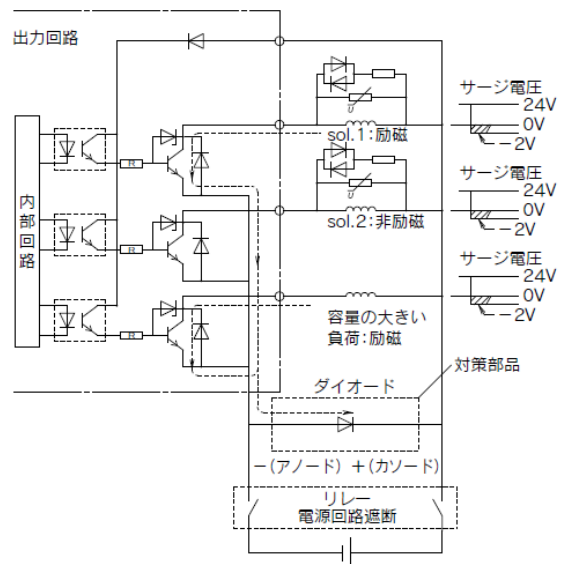 出力回路
サージ電圧
24V
0V
-2V
sol.1:励磁
内部回路
R
サージ電圧
24V
0V
-2V
sol.2:非励磁
R
サージ電圧
24V
0V
-2V
R
容量の大きい
負荷:励磁
対策部品
ダイオード
−(アノード) +(カソード)
リレー
電源回路遮断
U
U